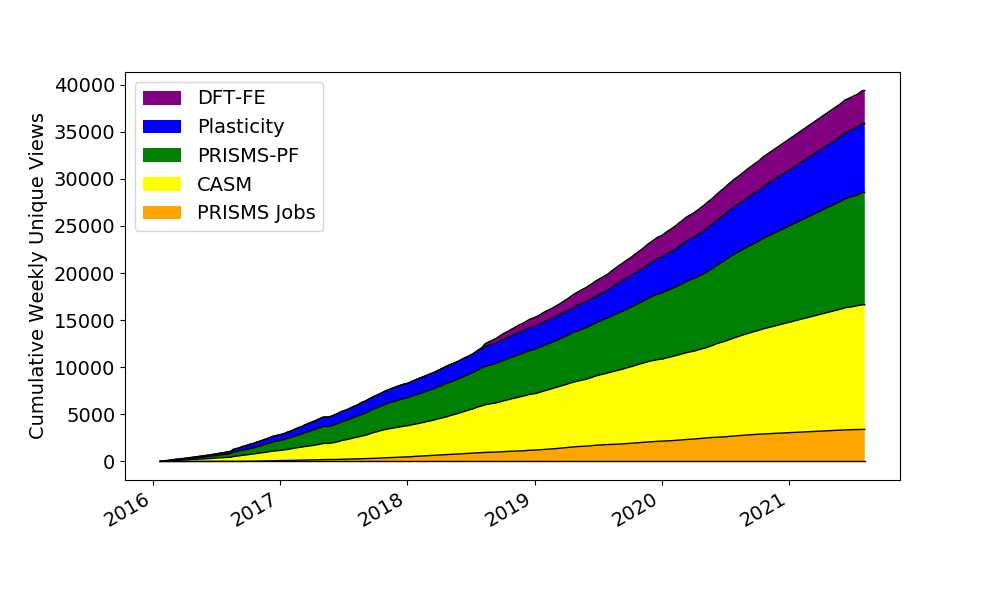 Cumulative Weekly Unique Views
40000
35000
30000
25000
20000
15000
10000
5000
0
DFT-FE
Plasticity
PRISMS-PF
CASM
PRISMS Jobs
2016
2017
2018
2019
2020
2021